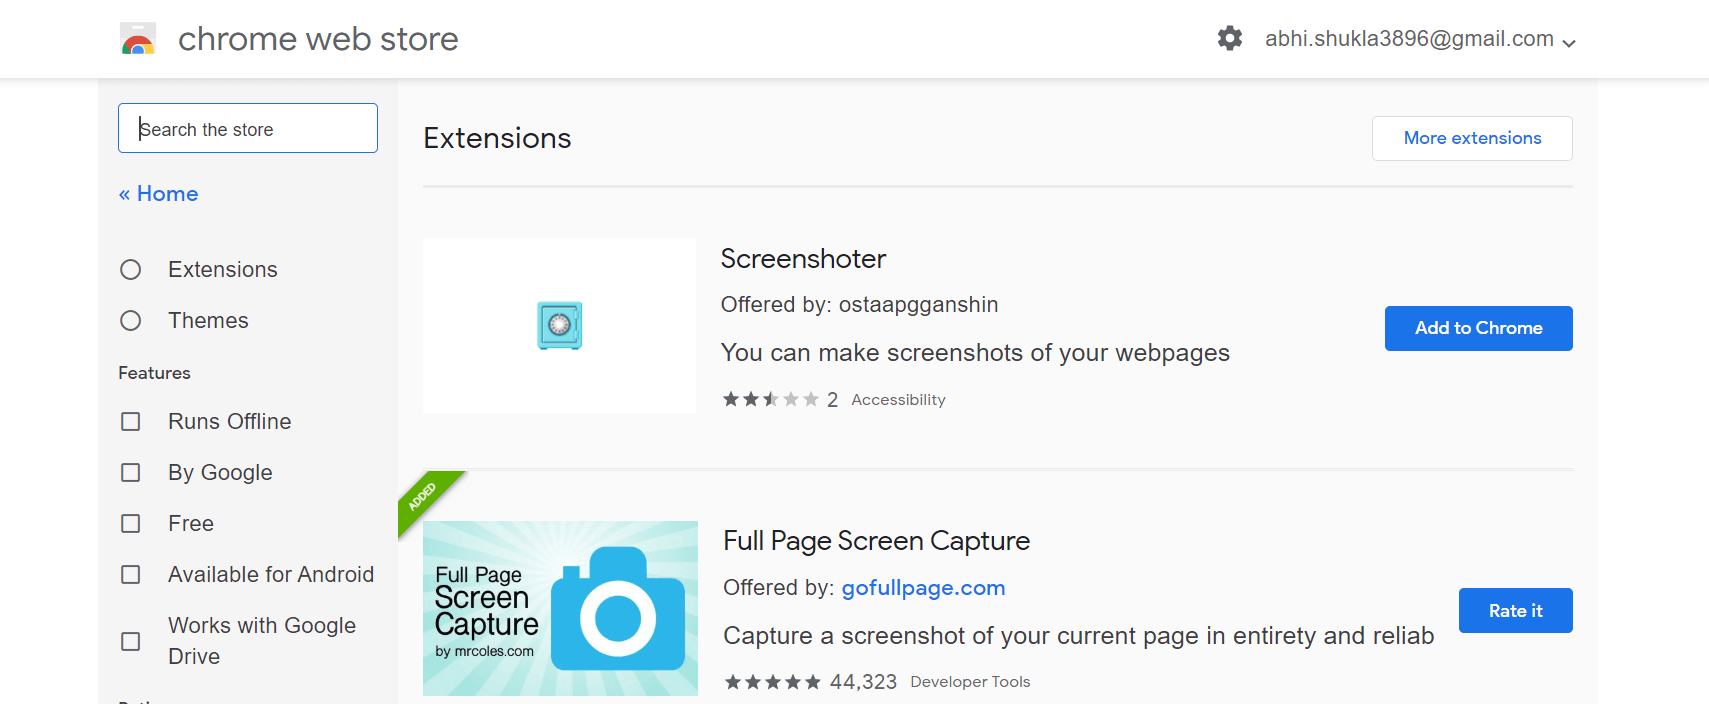 chrome web store
abhi.shukla3896@gmail.com
Search the store
« Home
Extensions
Themes
Features
Runs Offline
By Google
Free
Available for Android
Works with Google
Drive
Extensions
More extensions
Screenshoter
Offered by: ostaapgganshin
You can make screenshots of your webpages
2 Accessibility
Add to Chrome
ADDED
Full Page
Screen
Capture
by mrcoles.com
Full Page Screen Capture
Offered by: gofullpage.com
Capture a screenshot of your current page in entirety and reliab
44,323 Developer Tools
Rate it